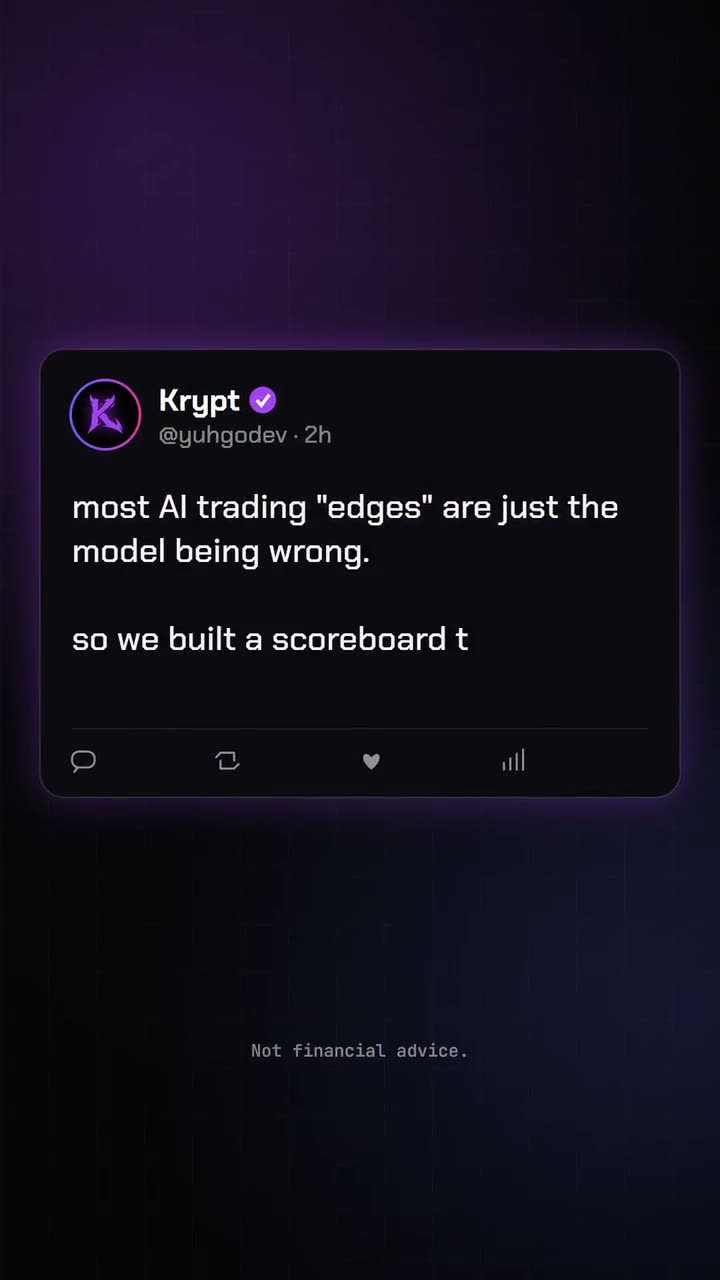 Krypt
@yuhgodev · 2h
most AI trading "edges" are just the
model being wrong.
so we built a scoreboard t
Not financial advice.